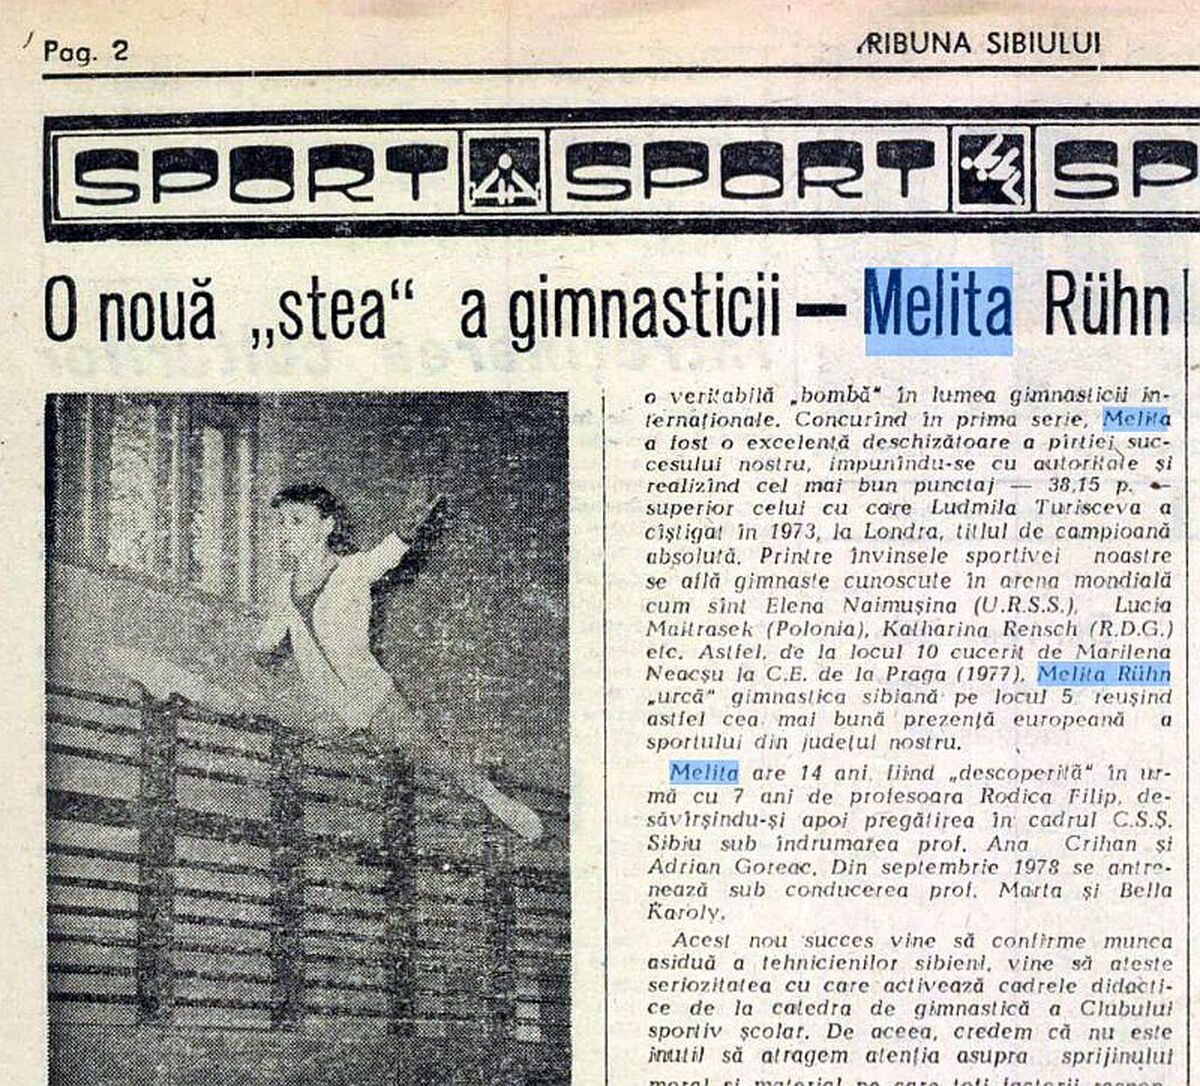 Pag. 2
RIBUNA SIBIULUI
SPORT SPORT SP
O nouă „stea“ a gimnasticii — Melita Rühn
o veritabilă „bombă“ în lumea gimnasticii in-
ternaționale. Concurînd în prima serie, Melita
a fost o excelentă deschizătoare a pîrtiei suc-
cesului nostru, impunîndu-se cu autoritate și
realizînd cel mai bun punctaj — 38,15 p. —
superior celui cu care Ludmila Turisceva a
cîștigat în 1973, la Londra, titlul de campioană
absolută. Printre învinsele sportivei noastre
se află gimnaste cunoscute în arena mondială
cum sînt Elena Naimușina (U.R.S.S.), Lucia
Maitrasek (Polonia), Katharina Rensch (R.D.G.)
etc. Astfel, de la locul 10 cucerit de Marilena
Neacșu la C.E. de la Praga (1977), Melita Rühn
„urcă“ gimnastica sibiană pe locul 5, reușind
astfel cea mai bună prezență europeană a
sportului din județul nostru.
Melita are 14 ani, fiind „descoperită“ în ur-
mă cu 7 ani de profesoara Rodica Filip, de-
săvîrșindu-și apoi pregătirea în cadrul C.S.Ș.
Sibiu sub îndrumarea prof. Ana Crihan și
Adrian Goreac. Din septembrie 1978 se antre-
nează sub conducerea prof. Marta și Bella
Karoly.
Acest nou succes vine să confirme munca
asiduă a tehnicienilor sibieni, vine să ateste
seriozitatea cu care activează cadrele didacti-
ce de la catedra de gimnastică a Clubului
sportiv școlar. De aceea, credem că nu este
inutil să atragem atenția asupra sprijinului
moral și material pe care toți factorii